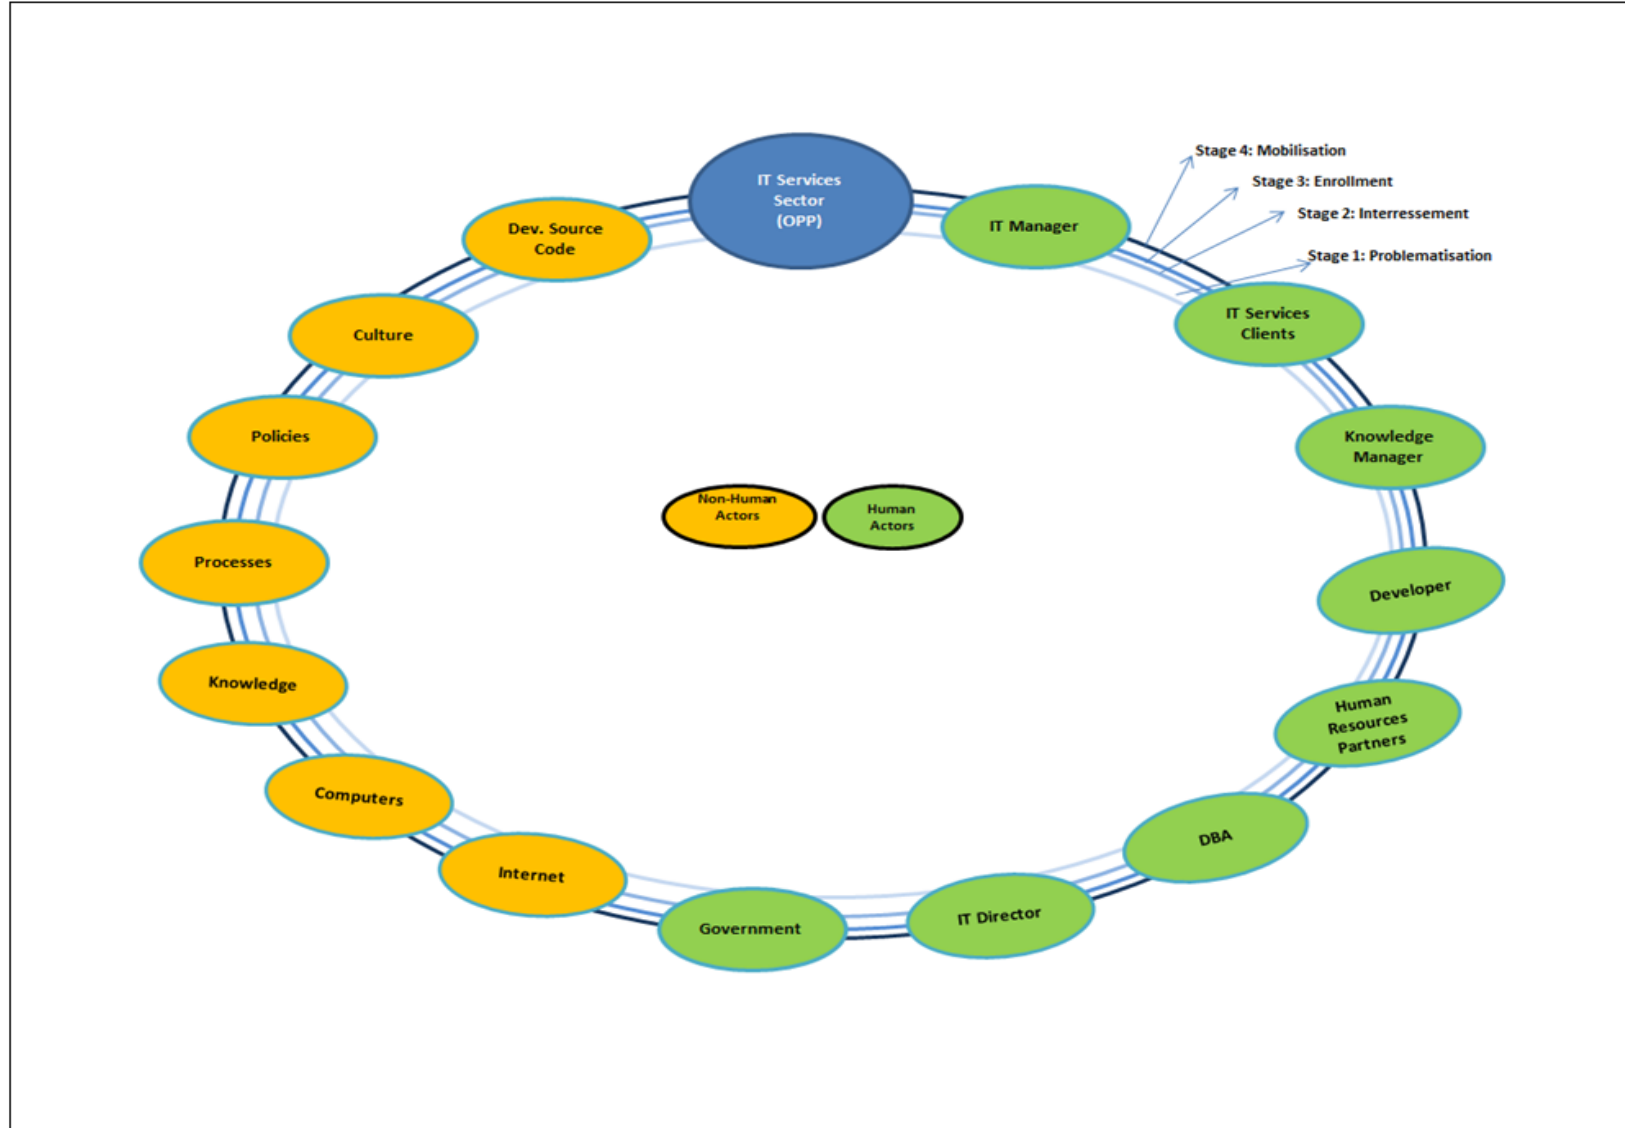 Stage 4: Mobilisation
Stage 3: Enrollment
Stage 2: Interressement
Stage 1: Problematisation
IT Services
Sector
(OPP)
IT Manager
IT Services
Clients
Knowledge
Manager
Developer
Human
Resources
Partners
DBA
IT Director
Government
Internet
Computers
Knowledge
Processes
Policies
Culture
Dev. Source
Code
Non-Human
Actors
Human
Actors